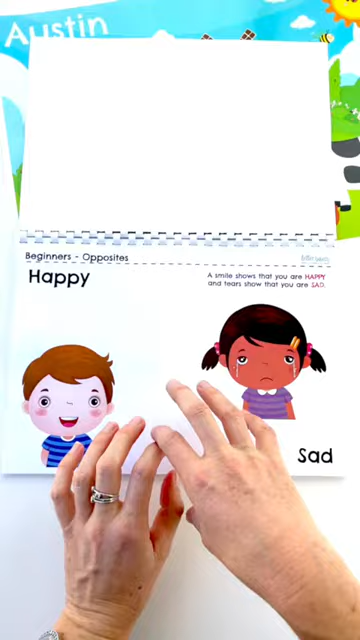 Austin
Beginners - Opposites
Happy
A smile shows that you are HAPPY
and tears show that you are SAD.
Sad